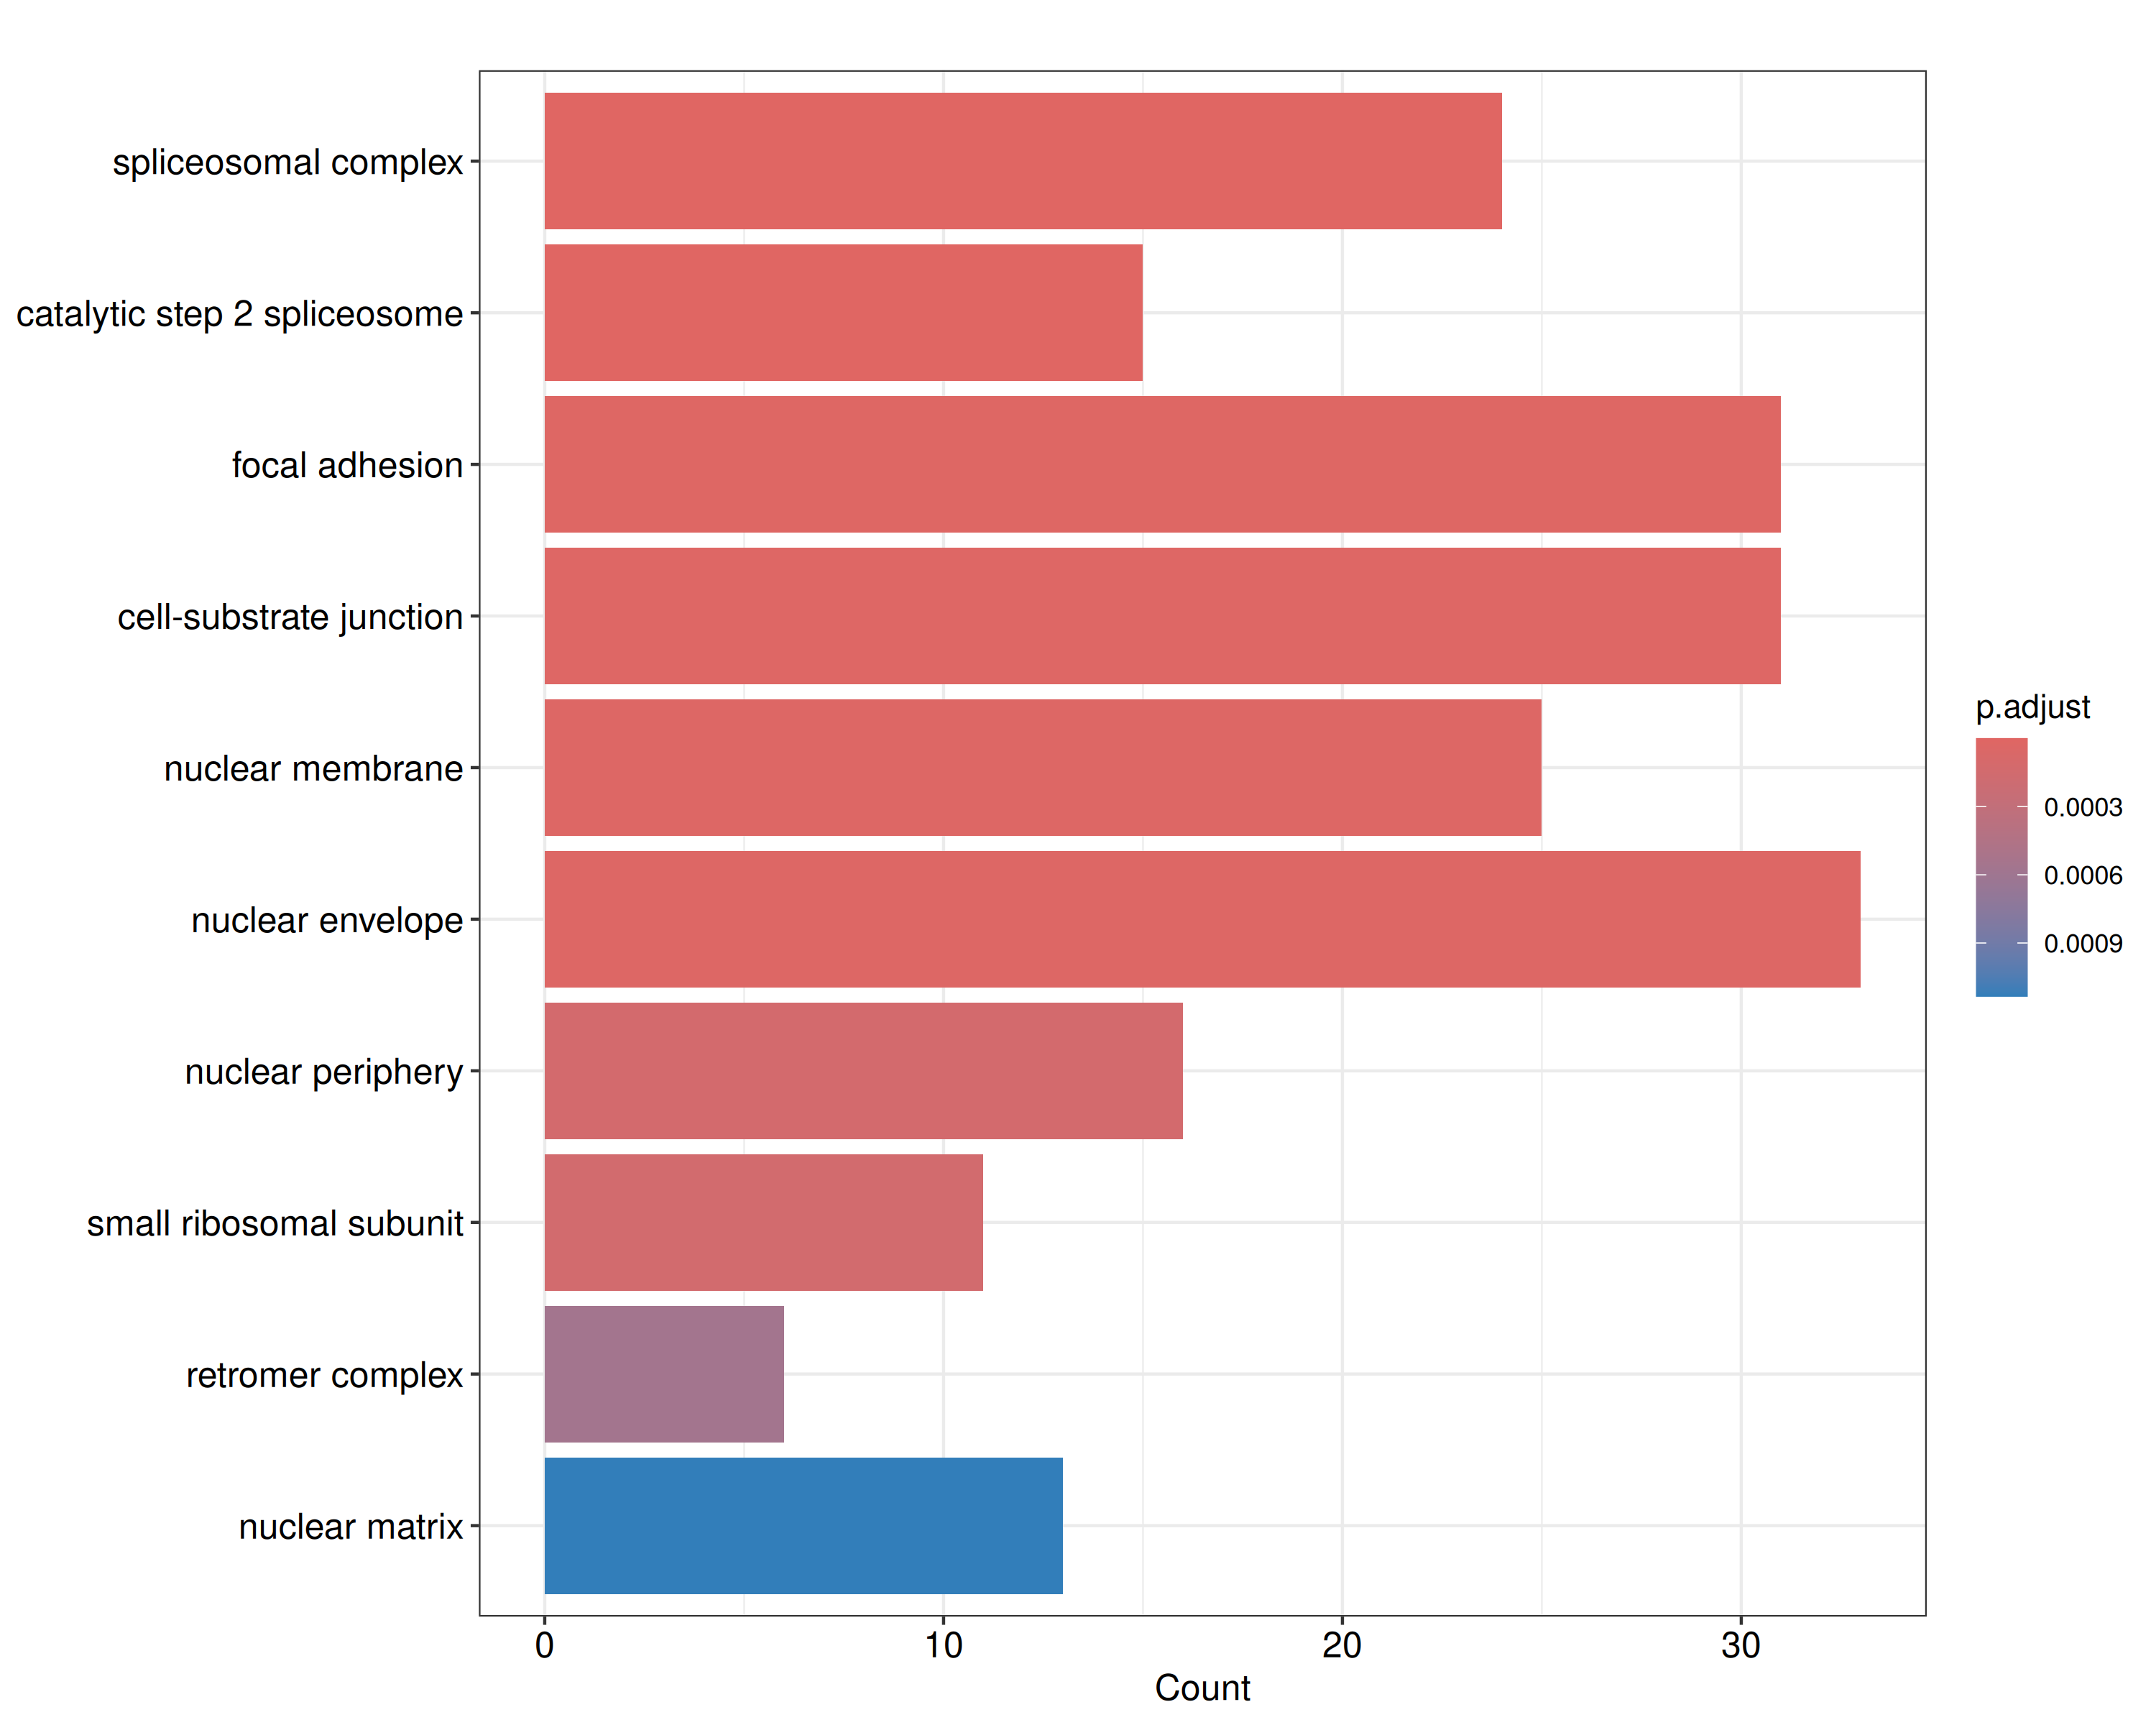 spliceosomal complex
catalytic step 2 spliceosome
focal adhesion
cell-substrate junction
nuclear membrane
nuclear envelope
nuclear periphery
small ribosomal subunit
retromer complex
nuclear matrix
0 10 20 30
Count
p.adjust
0.0003
0.0006
0.0009